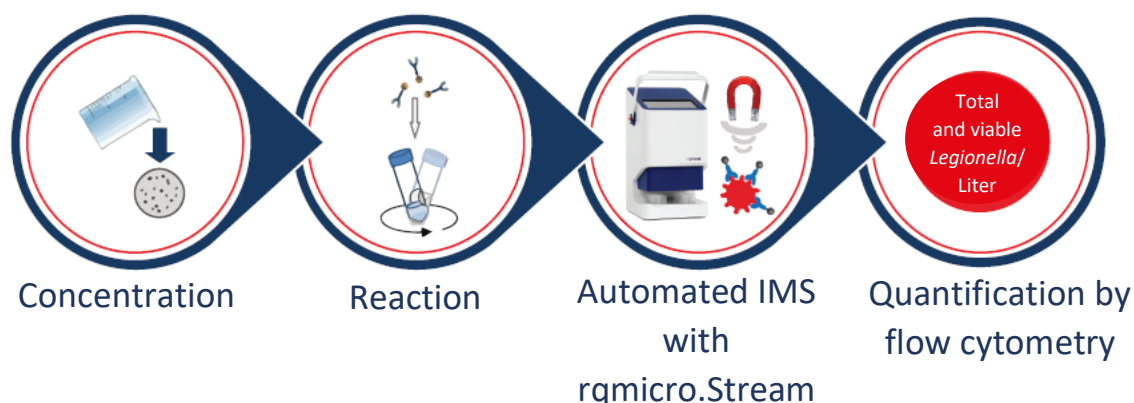 Total
and viable
Legionella/
Liter
Concentration
Reaction
Automated IMS
with
rqmicro.Stream
Quantification by
flow cytometry